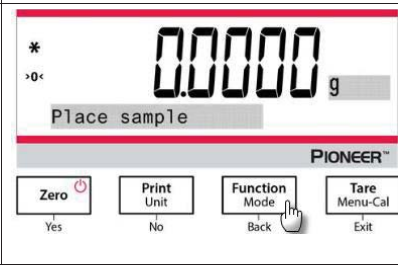 *
>0<
0.0000 g
Place sample
PIONEER™
Zero
Yes
Print
Unit
No
Function
Mode
Back
Tare
Menu-Cal
Exit